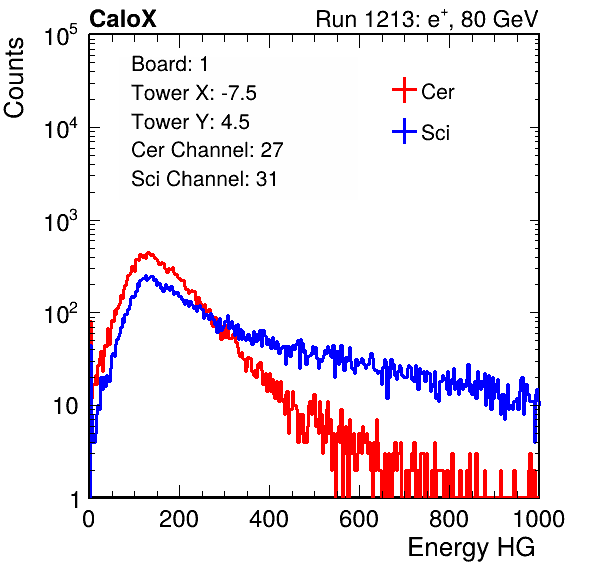 CaloX Run 1213: e⁺, 80 GeV
Counts
10⁵
10⁴
10³
10²
10
1
Board: 1
Tower X: -7.5
Tower Y: 4.5
Cer Channel: 27
Sci Channel: 31
Cer
Sci
0 200 400 600 800 1000
Energy HG